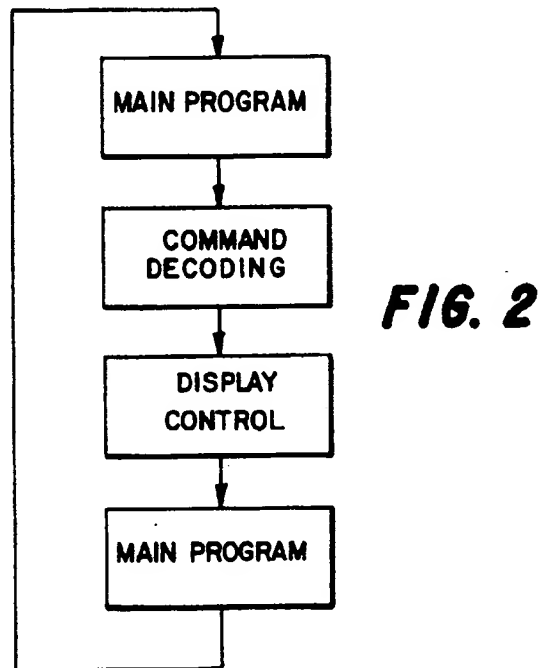 MAIN PROGRAM
COMMAND
DECODING
DISPLAY
CONTROL
MAIN PROGRAM
FIG. 2